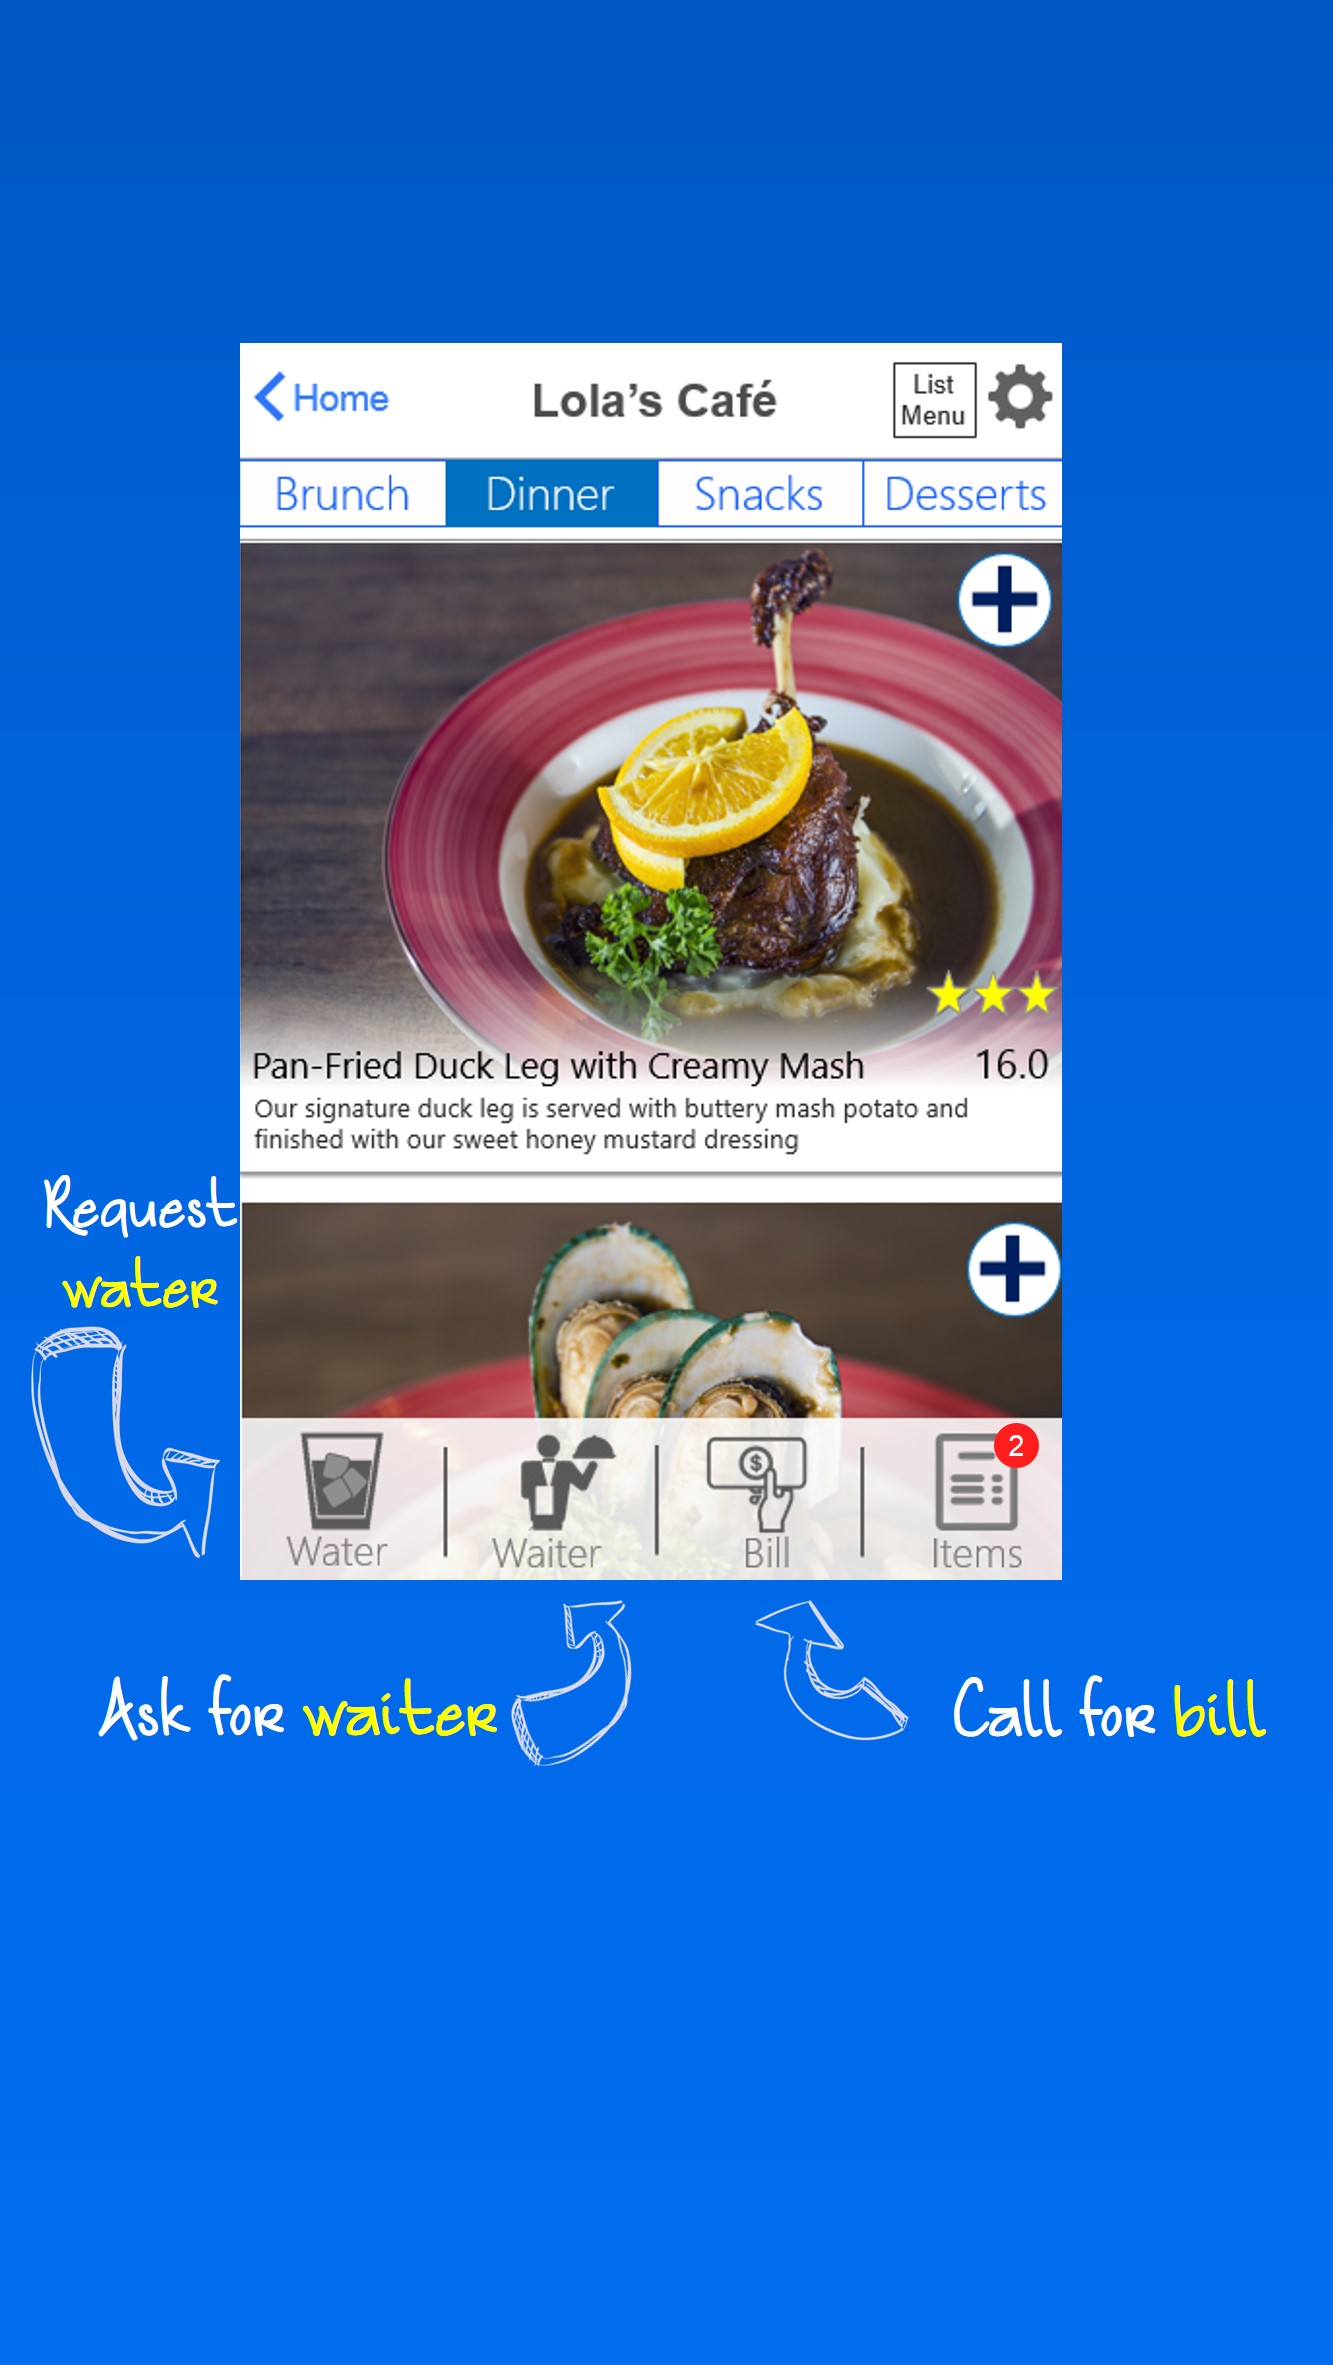 Home
Lola's Café
List
Menu
Brunch
Dinner
Snacks
Desserts
Pan-Fried Duck Leg with Creamy Mash
16.0
Our signature duck leg is served with buttery mash potato and
finished with our sweet honey mustard dressing
Request
water
$
2
Water
Waiter
Bill
Items
Ask for waiter
Call for bill